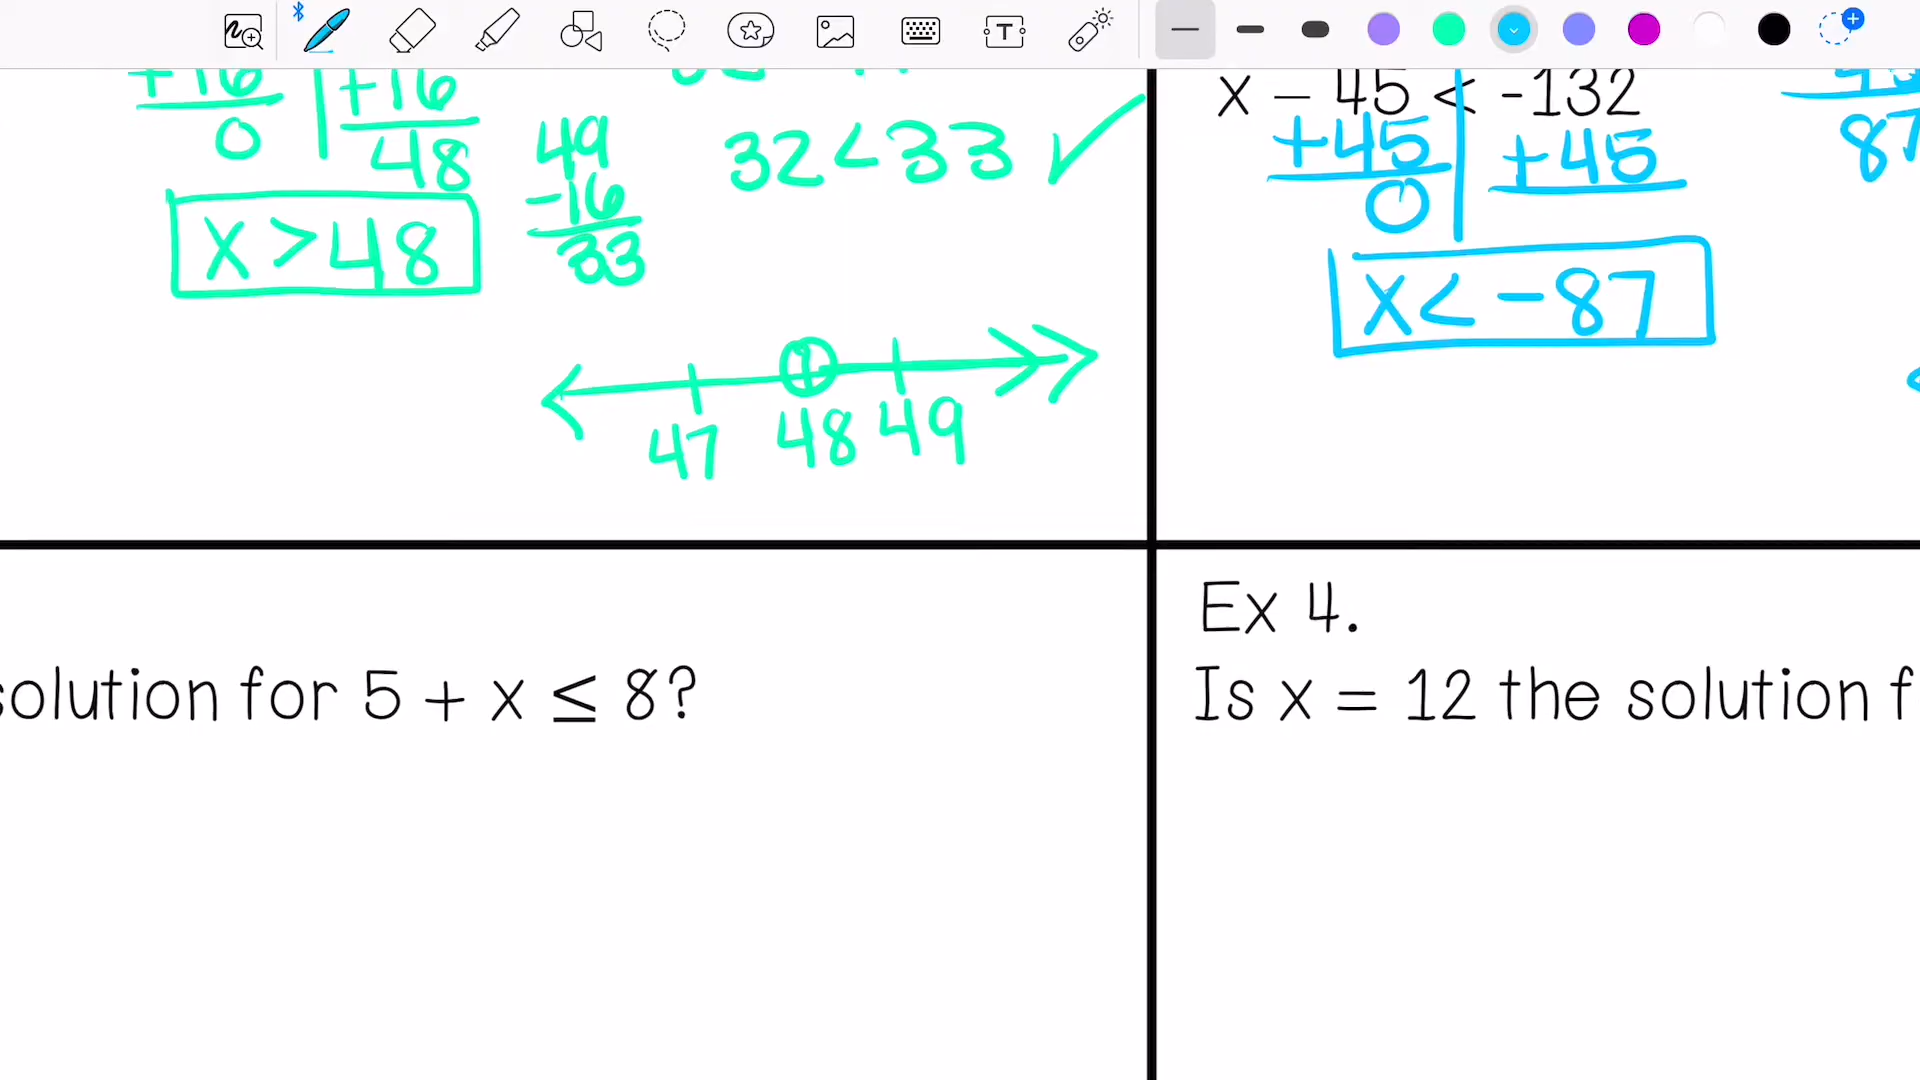 +16 | +16
0 48
x > 48
49
-16
33
32 < 33 ✓
47 48 49
x – 45 < -132
+45 | +45
0
x < -87
87
solution for 5 + x ≤ 8?
Ex 4.
Is x = 12 the solution f